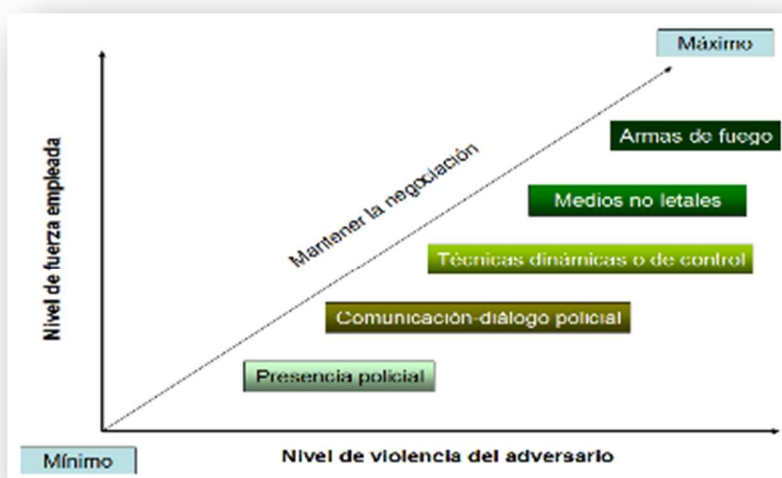 Máximo
Armas de fuego
Medios no letales
Técnicas dinámicas o de control
Comunicación-diálogo policial
Presencia policial
Mantener la negociación
Nivel de fuerza empleada
Mínimo
Nivel de violencia del adversario